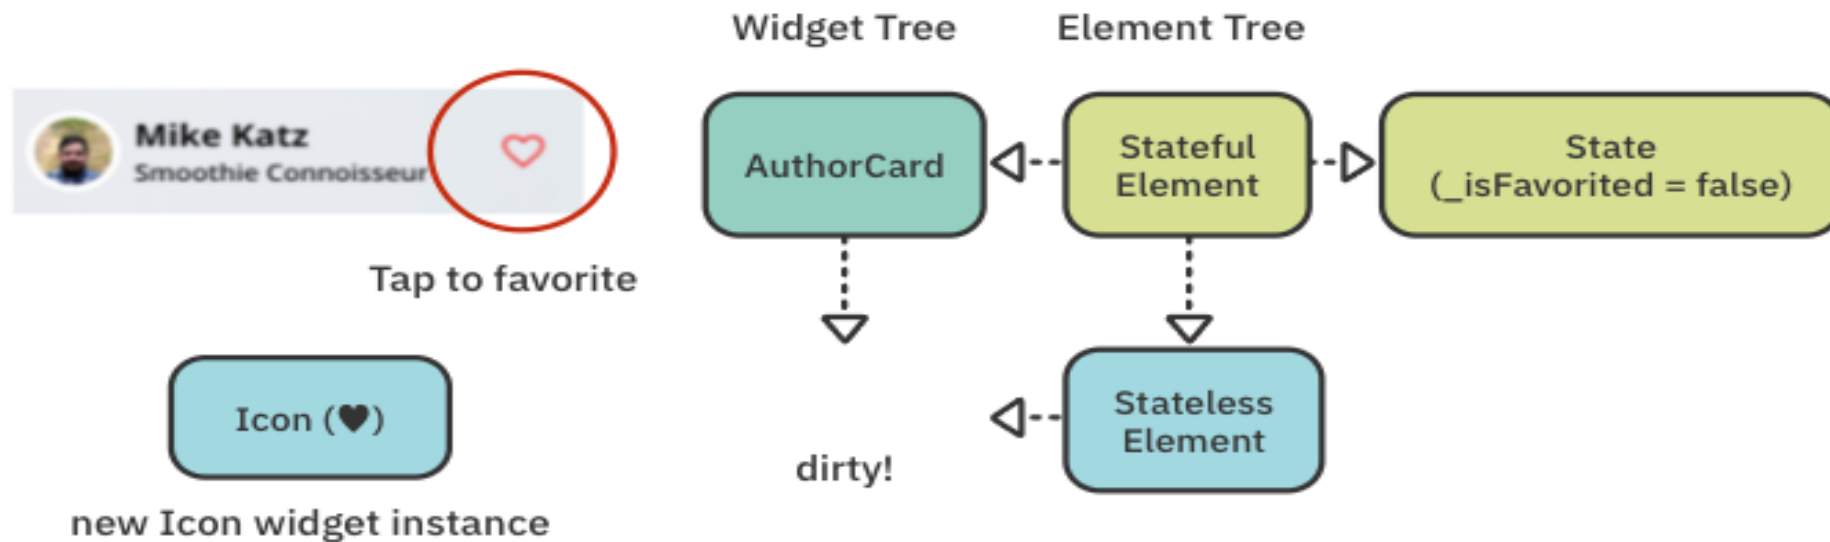 Widget Tree
Element Tree
Mike Katz
Smoothie Connoisseur
AuthorCard
Stateful
Element
State
(_isFavorited = false)
Tap to favorite
Icon (♥)
Stateless
Element
dirty!
new Icon widget instance